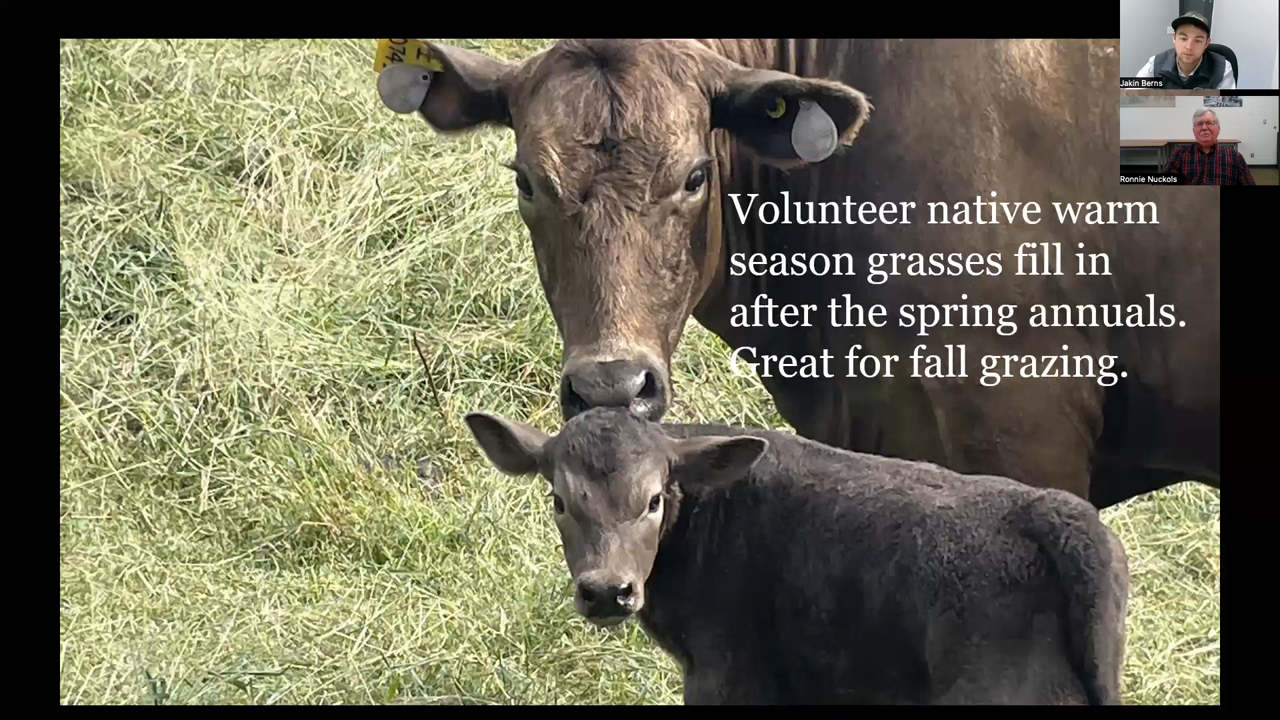 Jakin Berns
Ronnie Nuckols
Volunteer native warm
season grasses fill in
after the spring annuals.
Great for fall grazing.